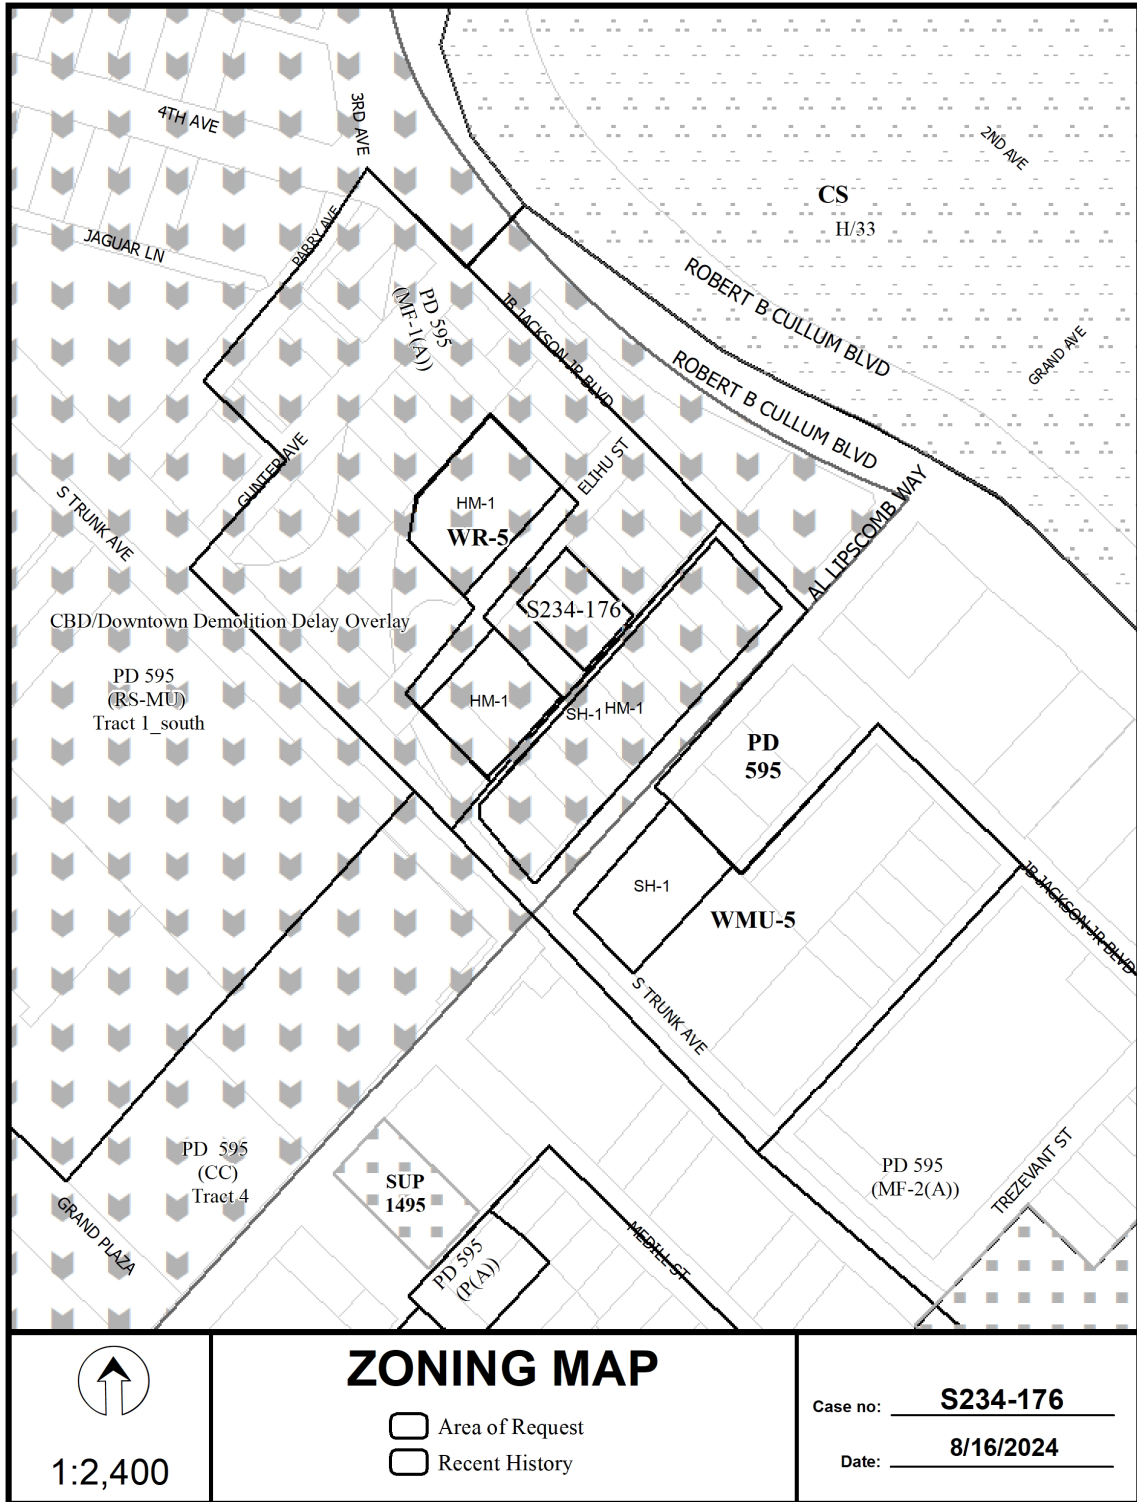 4TH AVE
3RD AVE
2ND AVE
CS
H/33
JAGUAR LN
PARRY AVE
ROBERT B CULLUM BLVD
PD 595
(MF-1(A))
JB JACKSON JR BLVD
GRAND AVE
ROBERT B CULLUM BLVD
GUNTER AVE
ELIHU ST
S TRUNK AVE
HM-1
WR-5
AL LIPSCOMB WAY
CBD/Downtown Demolition Delay Overlay
S234-176
PD 595
(RS-MU)
Tract 1_south
HM-1
SH-1
HM-1
PD
595
SH-1
WMU-5
JB JACKSON JR BLVD
S TRUNK AVE
PD 595
(CC)
Tract 4
SUP
1495
PD 595
(MF-2(A))
TREZEVANT ST
GRAND PLAZA
PD 595
(P(A))
MEDILL ST
1:2,400
ZONING MAP
Area of Request
Recent History
Case no: S234-176
Date: 8/16/2024